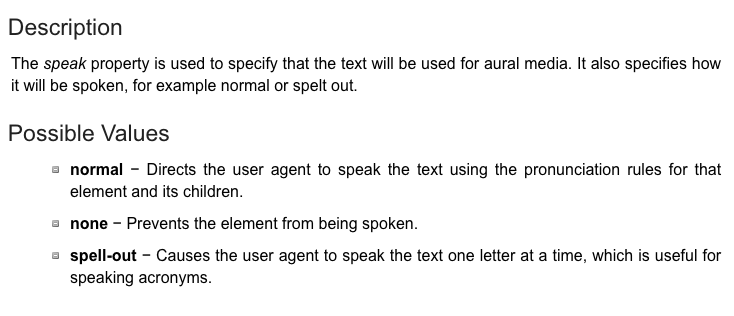 Description
The speak property is used to specify that the text will be used for aural media. It also specifies how
it will be spoken, for example normal or spelt out.
Possible Values
normal − Directs the user agent to speak the text using the pronunciation rules for that
element and its children.
none − Prevents the element from being spoken.
spell-out − Causes the user agent to speak the text one letter at a time, which is useful for
speaking acronyms.